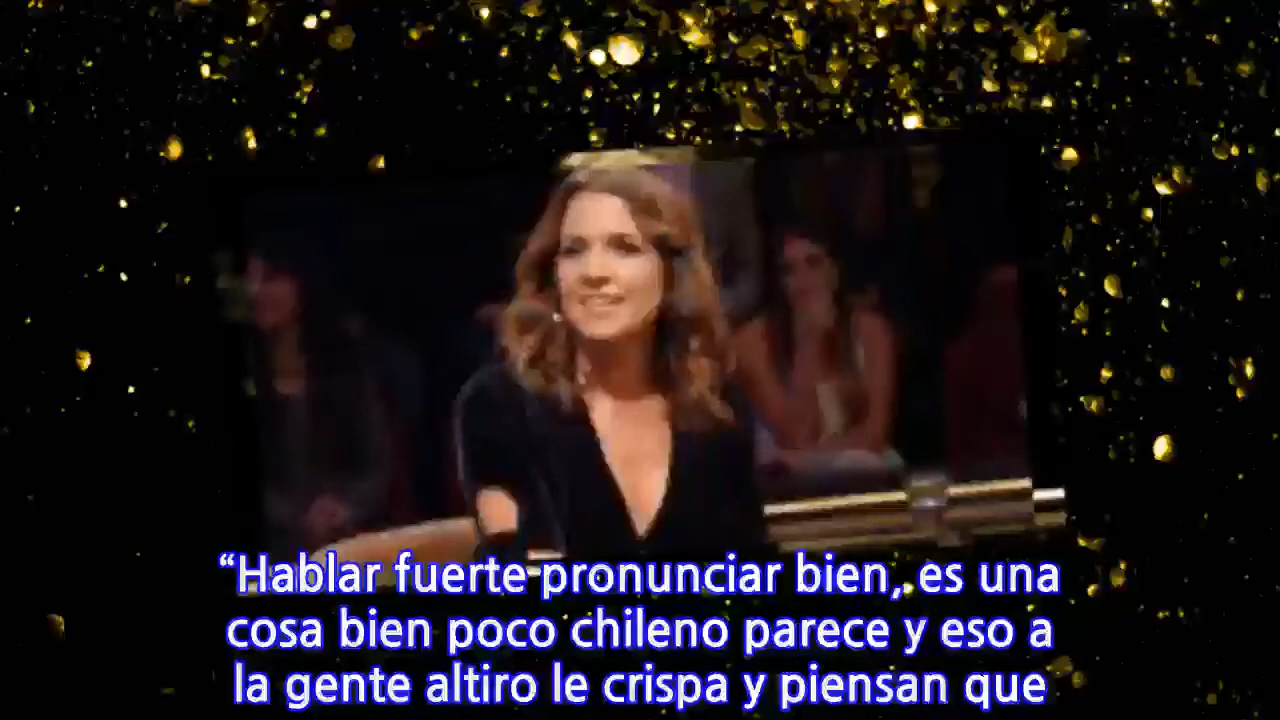 “Hablar fuerte pronunciar bien, es una
cosa bien poco chileno parece y eso a
la gente altiro le crispa y piensan que